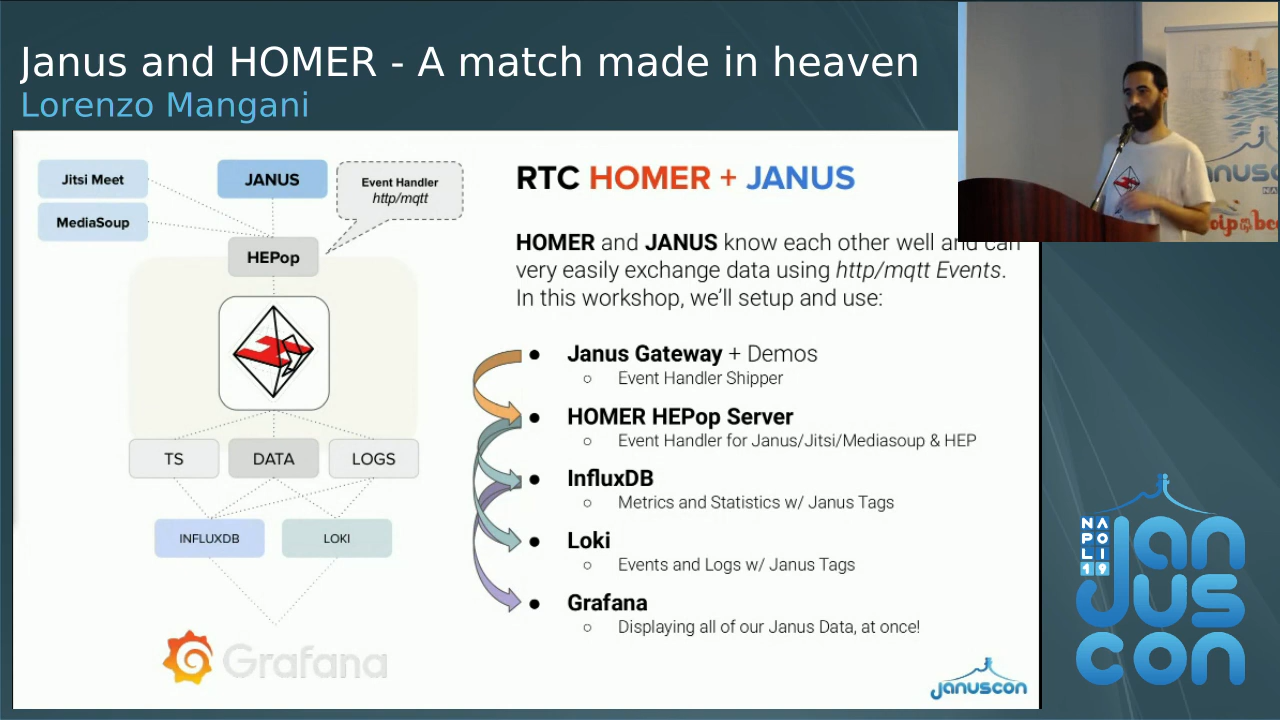 Janus and HOMER - A match made in heaven
Lorenzo Mangani
Jitsi Meet
MediaSoup
JANUS
Event Handler
http/mqtt
HEPop
TS
DATA
LOGS
INFLUXDB
LOKI
Grafana
RTC HOMER + JANUS
HOMER and JANUS know each other well and can
very easily exchange data using http/mqtt Events.
In this workshop, we'll setup and use:
● Janus Gateway + Demos
○ Event Handler Shipper
● HOMER HEPop Server
○ Event Handler for Janus/Jitsi/Mediasoup & HEP
● InfluxDB
○ Metrics and Statistics w/ Janus Tags
● Loki
○ Events and Logs w/ Janus Tags
● Grafana
○ Displaying all of our Janus Data, at once!
januscon
NAPOLI 19
Janus
con